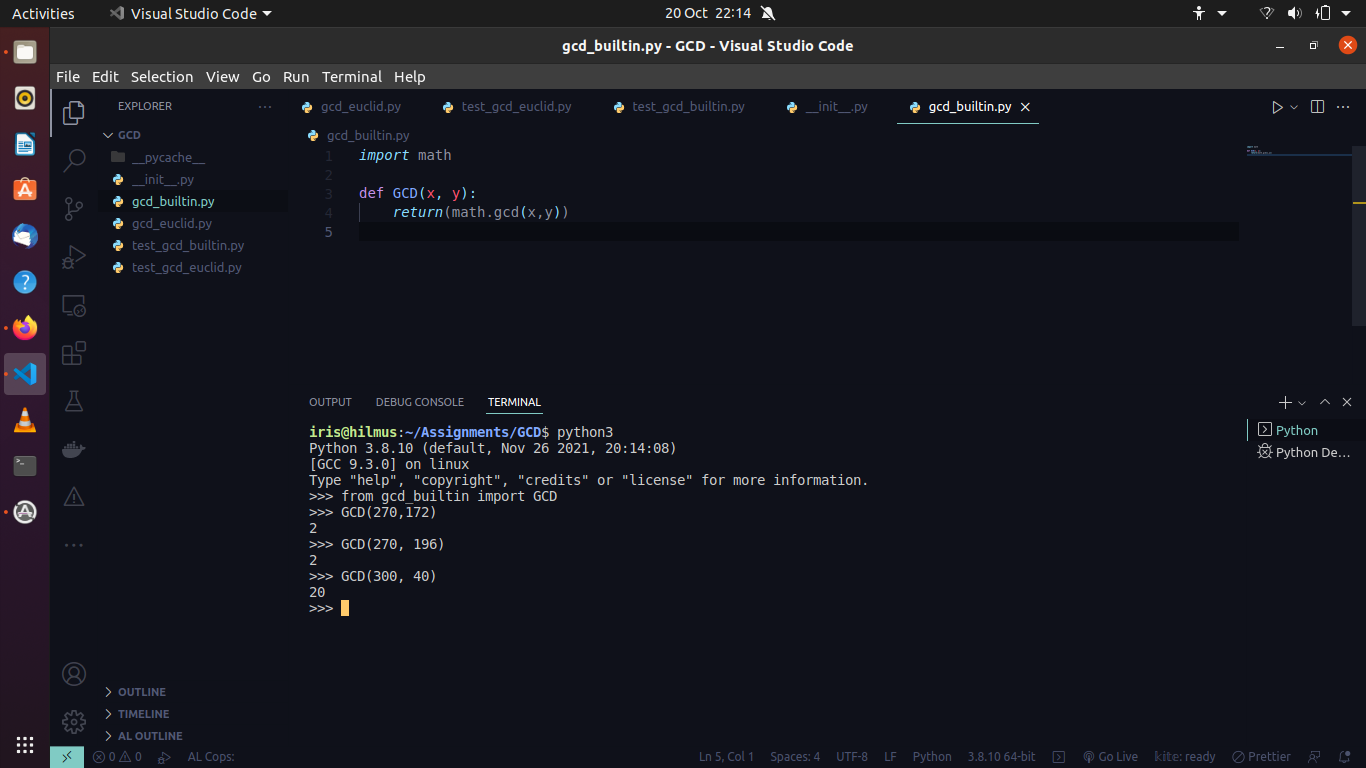 Activities Visual Studio Code 20 Oct 22:14
gcd_builtin.py - GCD - Visual Studio Code
File Edit Selection View Go Run Terminal Help
EXPLORER ··· gcd_euclid.py test_gcd_euclid.py test_gcd_builtin.py __init__.py gcd_builtin.py ···
GCD
__pycache__
__init__.py
gcd_builtin.py
gcd_euclid.py
test_gcd_builtin.py
test_gcd_euclid.py
gcd_builtin.py
1 import math
2
3 def GCD(x, y):
4 return(math.gcd(x,y))
5
OUTPUT DEBUG CONSOLE TERMINAL
iris@hilmus:~/Assignments/GCD$ python3
Python 3.8.10 (default, Nov 26 2021, 20:14:08)
[GCC 9.3.0] on linux
Type "help", "copyright", "credits" or "license" for more information.
>>> from gcd_builtin import GCD
>>> GCD(270,172)
2
>>> GCD(270, 196)
2
>>> GCD(300, 40)
20
>>>
Python
Python De...
OUTLINE
TIMELINE
AL OUTLINE
0 0 AL Cops: Ln 5, Col 1 Spaces: 4 UTF-8 LF Python 3.8.10 64-bit Go Live kite: ready Prettier